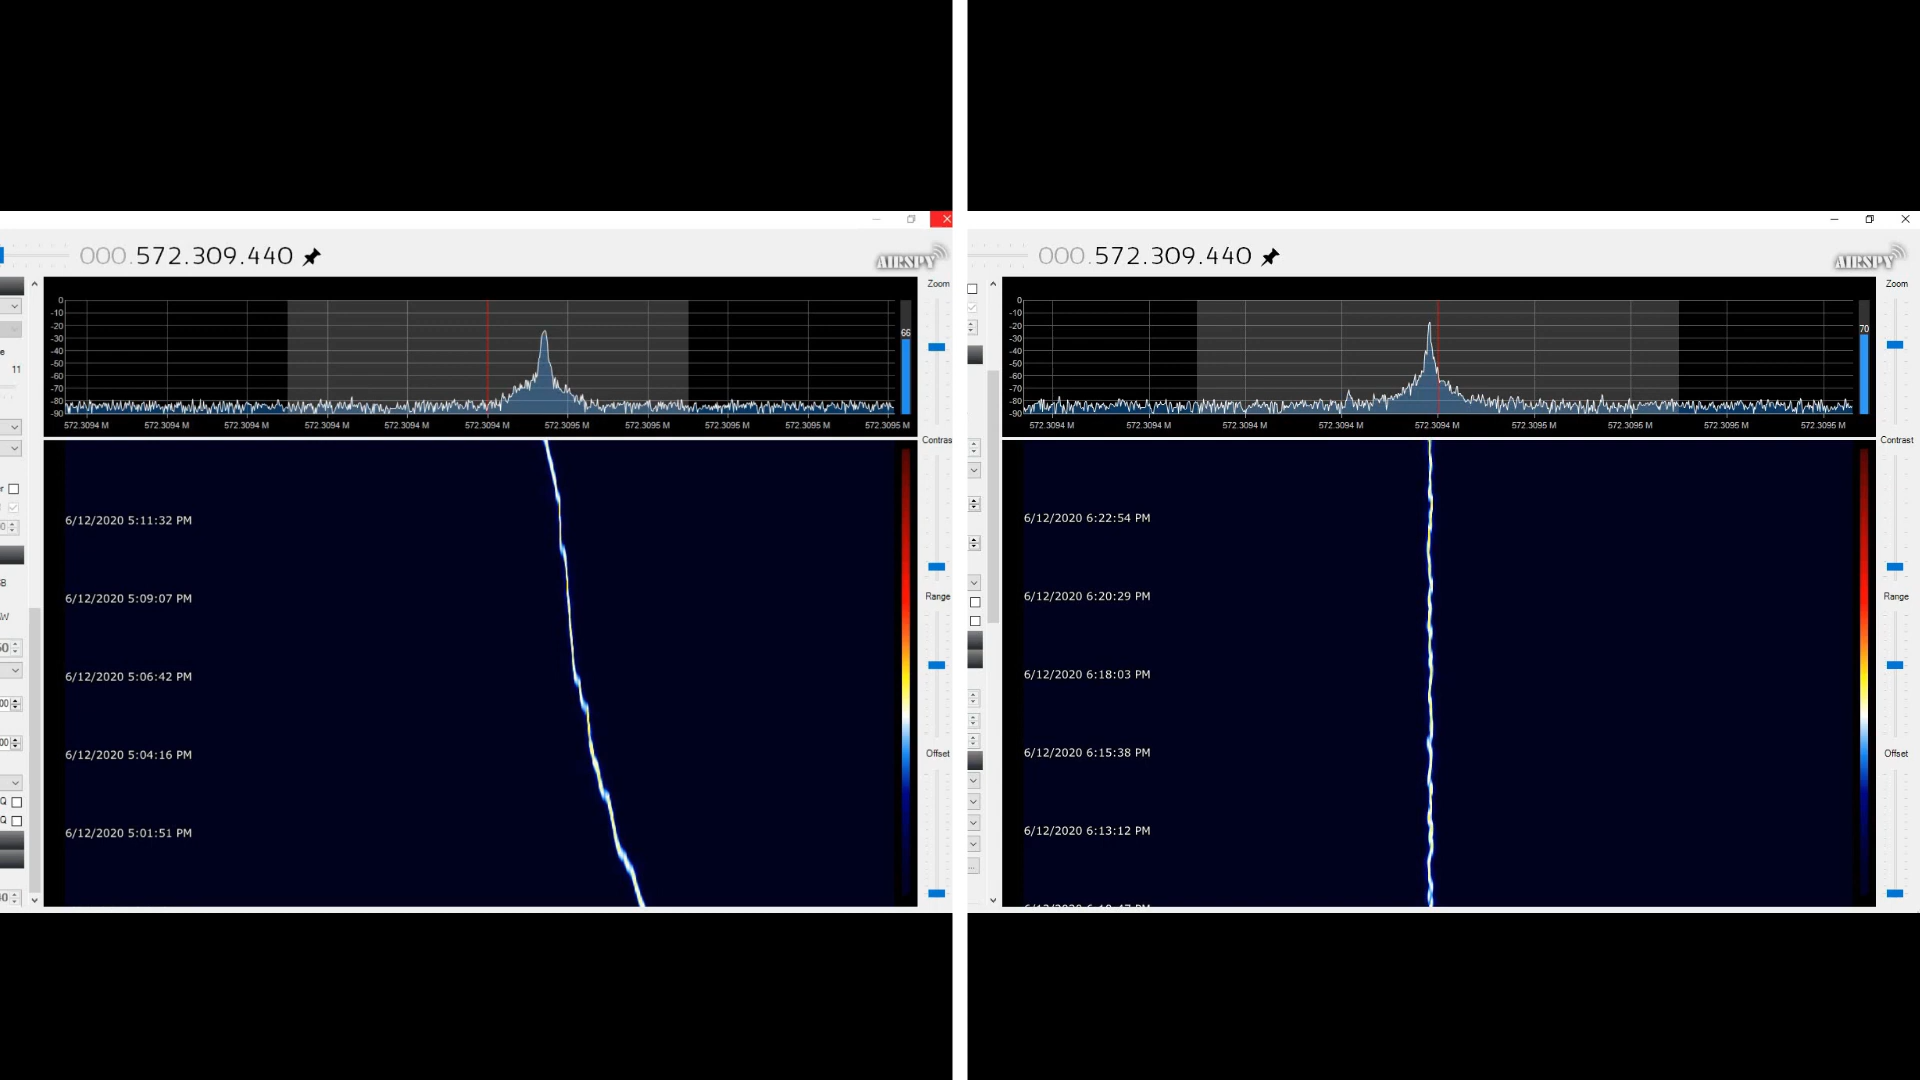 000.572.309.440
AIRSPY
Zoom
0
-10
-20
-30
-40
-50
-60
-70
-80
-90
66
572.3094 M 572.3094 M 572.3094 M 572.3094 M 572.3094 M 572.3094 M 572.3095 M 572.3095 M 572.3095 M 572.3095 M 572.3095 M
11
Contras
6/12/2020 5:11:32 PM
6/12/2020 5:09:07 PM
Range
6/12/2020 5:06:42 PM
6/12/2020 5:04:16 PM
Offset
6/12/2020 5:01:51 PM
000.572.309.440
AIRSPY
Zoom
0
-10
-20
-30
-40
-50
-60
-70
-80
-90
70
572.3094 M 572.3094 M 572.3094 M 572.3094 M 572.3094 M 572.3095 M 572.3095 M 572.3095 M 572.3095 M
Contrast
6/12/2020 6:22:54 PM
6/12/2020 6:20:29 PM
Range
6/12/2020 6:18:03 PM
6/12/2020 6:15:38 PM
Offset
6/12/2020 6:13:12 PM